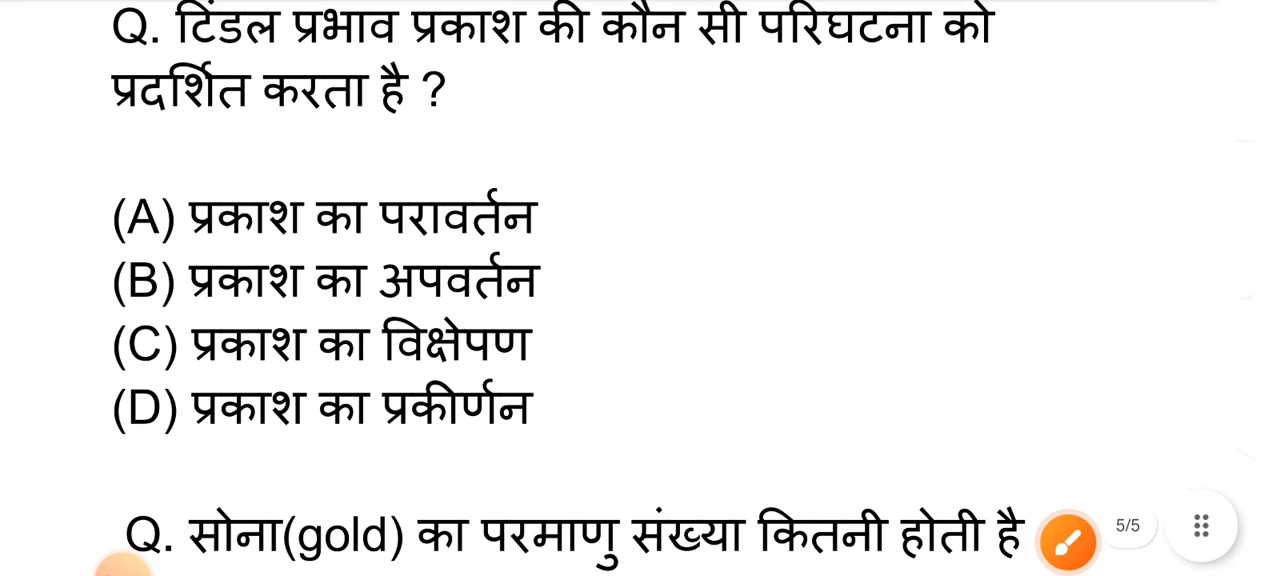 Q. टिंडल प्रभाव प्रकाश की कौन सी परिघटना को
प्रदर्शित करता है ?
(A) प्रकाश का परावर्तन
(B) प्रकाश का अपवर्तन
(C) प्रकाश का विक्षेपण
(D) प्रकाश का प्रकीर्णन
Q. सोना(gold) का परमाणु संख्या कितनी होती है
5/5